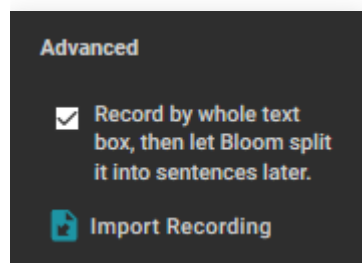 Advanced
Record by whole text
box, then let Bloom split
it into sentences later.
Import Recording